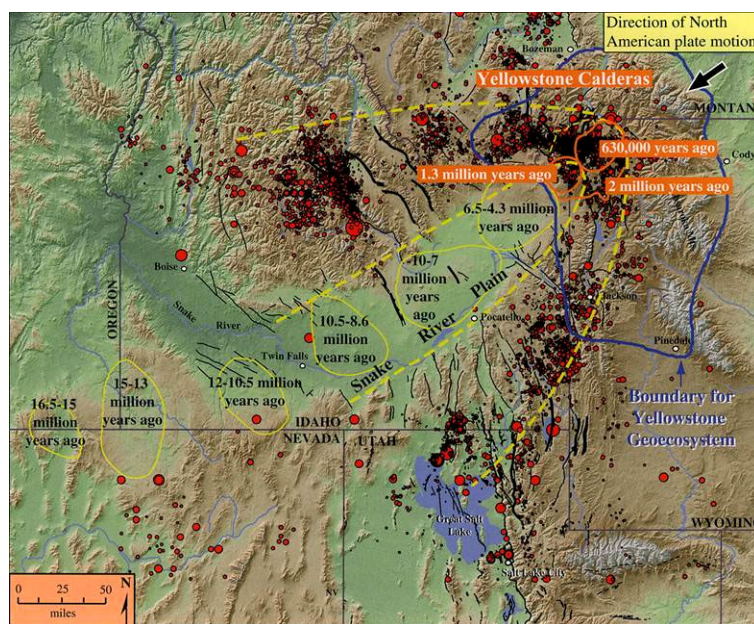 Direction of North
American plate motion
Bozeman
Yellowstone Calderas
MONTAN
630,000 years ago
Cody
1.3 million years ago
2 million years ago
6.5-4.3 million
years ago
10-7
million
years
ago
Plain
Boise
OREGON
Snake
River
Jackson
Pocatello
River
10.5-8.6
million
years ago
Twin Falls
Snake
Pinedale
15-13
million
years ago
12-10.5 million
years ago
16.5-15
million
years ago
Boundary for
Yellowstone
Geoecosystem
IDAHO
NEVADA
UTAH
WYOMING
Great Salt
Lake
Salt Lake City
0 25 50
miles
N